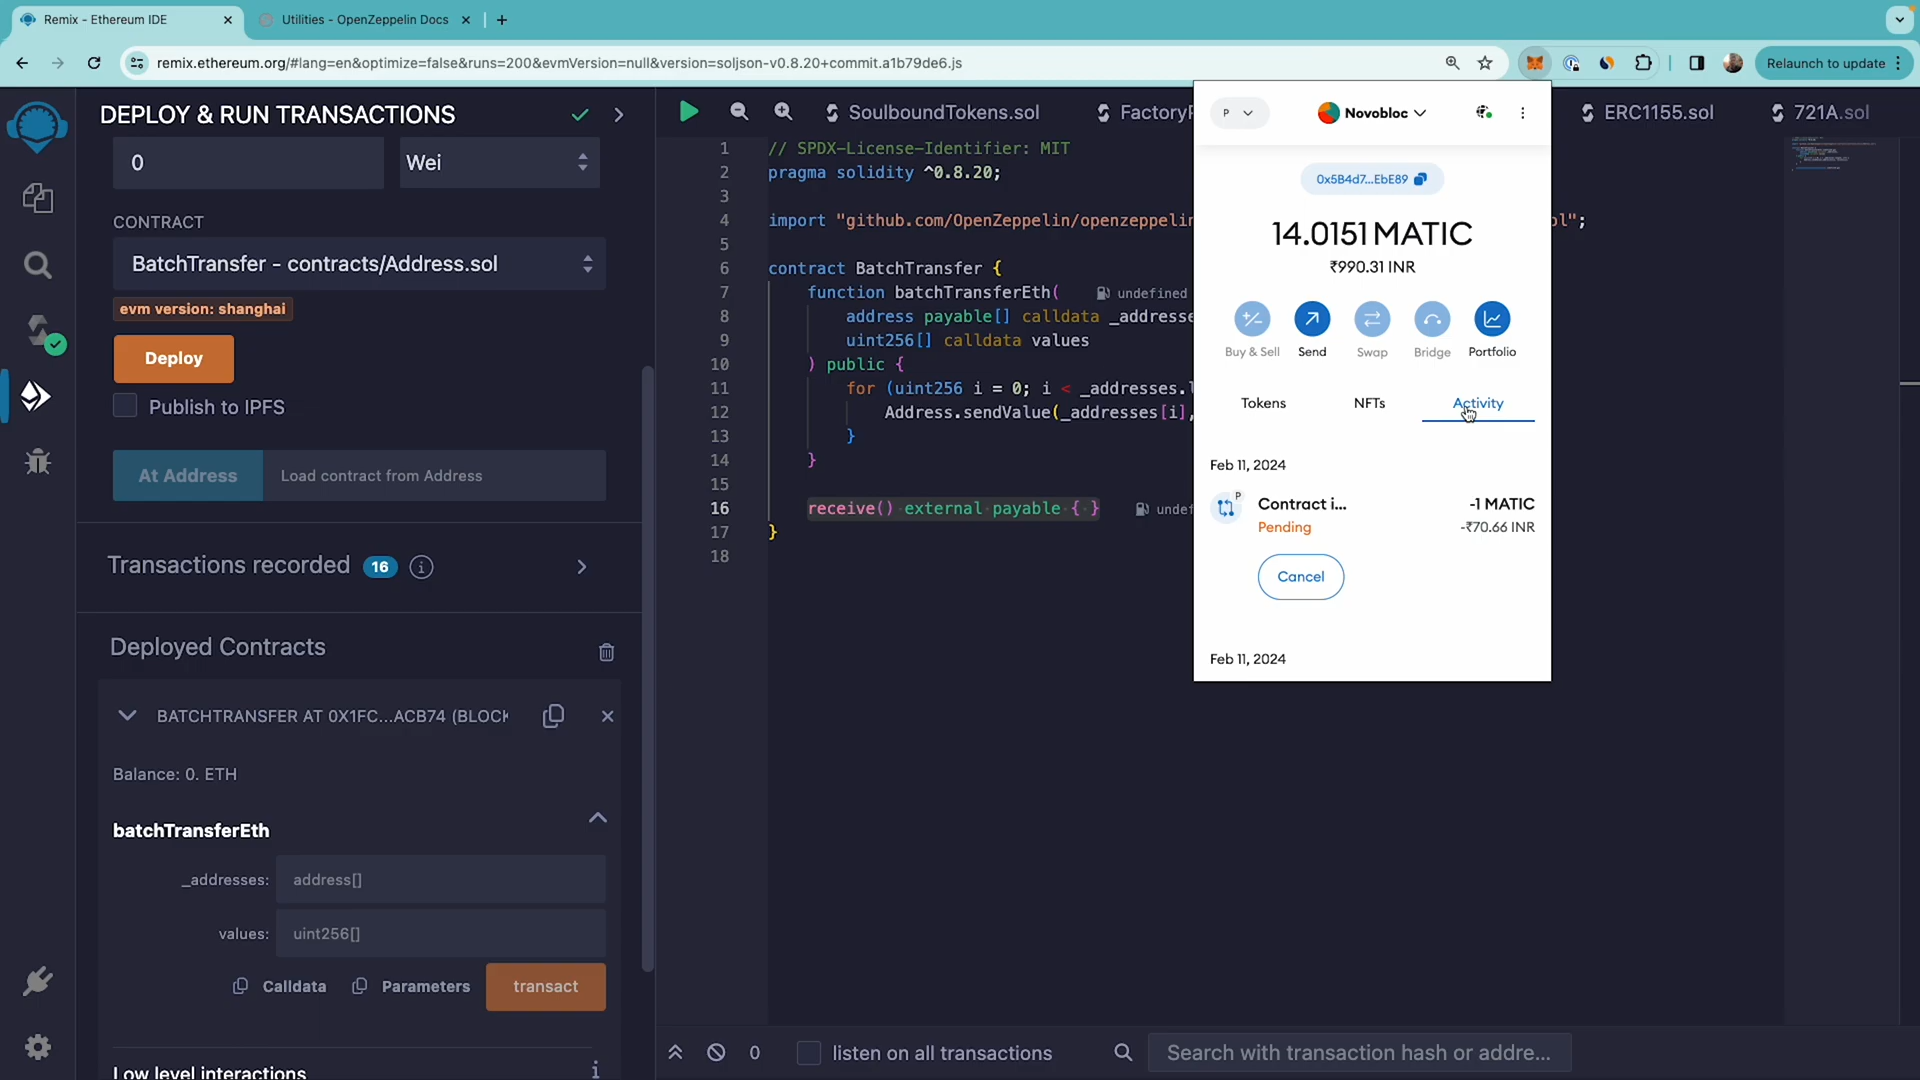 Remix - Ethereum IDE
Utilities - OpenZeppelin Docs
remix.ethereum.org/#lang=en&optimize=false&runs=200&evmVersion=null&version=soljson-v0.8.20+commit.a1b79de6.js
Relaunch to update
DEPLOY & RUN TRANSACTIONS
0
Wei
CONTRACT
BatchTransfer - contracts/Address.sol
evm version: shanghai
Deploy
Publish to IPFS
At Address
Load contract from Address
Transactions recorded 16 i
Deployed Contracts
BATCHTRANSFER AT 0X1FC...ACB74 (BLOCK
Balance: 0. ETH
batchTransferEth
_addresses: address[]
values: uint256[]
Calldata
Parameters
transact
Low level interactions
i
SoulboundTokens.sol
Factory
ERC1155.sol
721A.sol
1 // SPDX-License-Identifier: MIT
2 pragma solidity ^0.8.20;
3
4 import "github.com/OpenZeppelin/openzeppelin
ol";
5
6 contract BatchTransfer {
7 function batchTransferEth( undefined
8 address payable[] calldata _addresse
9 uint256[] calldata values
10 ) public {
11 for (uint256 i = 0; i < _addresses.l
12 Address.sendValue(_addresses[i],
13 }
14 }
15
16 receive() external payable { } undef
17 }
18
P
Novobloc
0x5B4d7...EbE89
14.0151 MATIC
₹990.31 INR
Buy & Sell
Send
Swap
Bridge
Portfolio
Tokens
NFTs
Activity
Feb 11, 2024
P
Contract i...
-1 MATIC
Pending
-₹70.66 INR
Cancel
Feb 11, 2024
0
listen on all transactions
Search with transaction hash or addre...